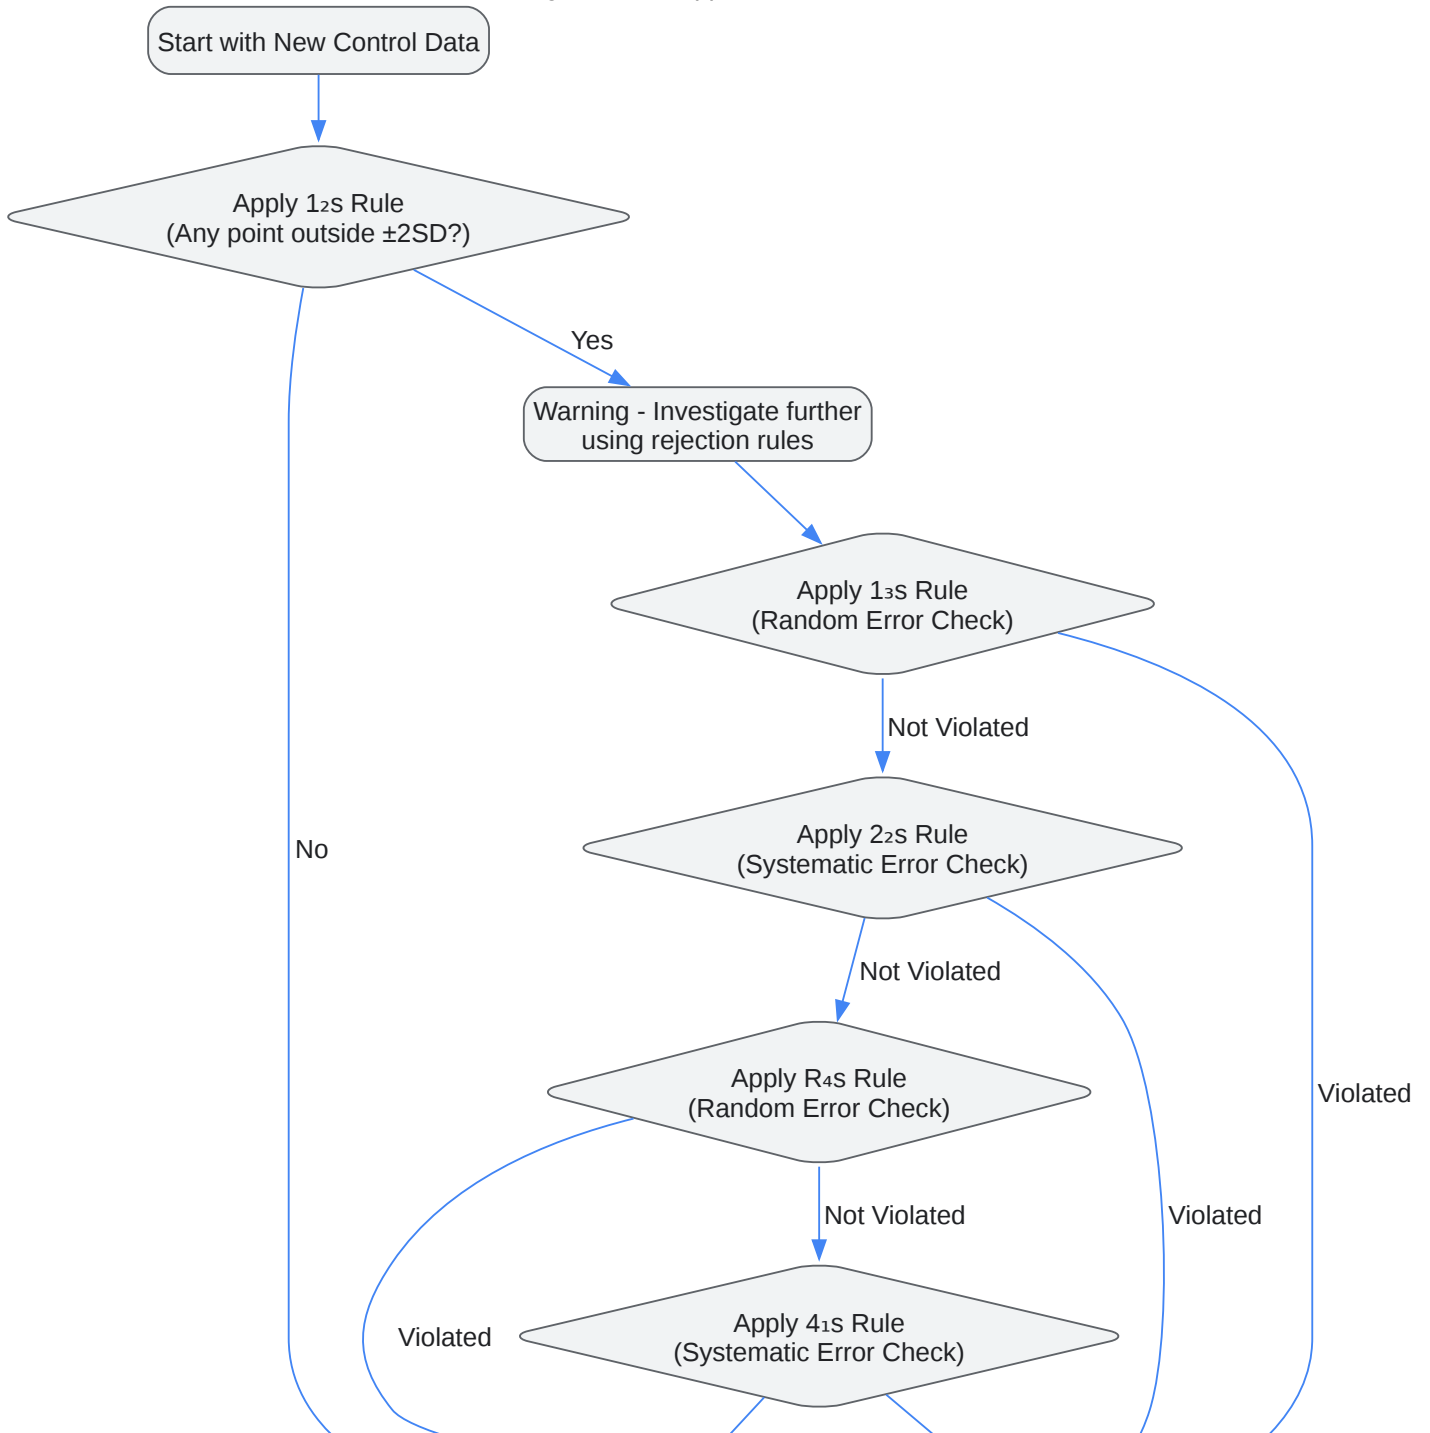 Start with New Control Data
Apply 1₂s Rule
(Any point outside ±2SD?)
Yes
Warning - Investigate further
using rejection rules
Apply 1₃s Rule
(Random Error Check)
Not Violated
Apply 2₂s Rule
(Systematic Error Check)
No
Not Violated
Apply R₄s Rule
(Random Error Check)
Violated
Not Violated
Violated
Apply 4₁s Rule
(Systematic Error Check)
Violated